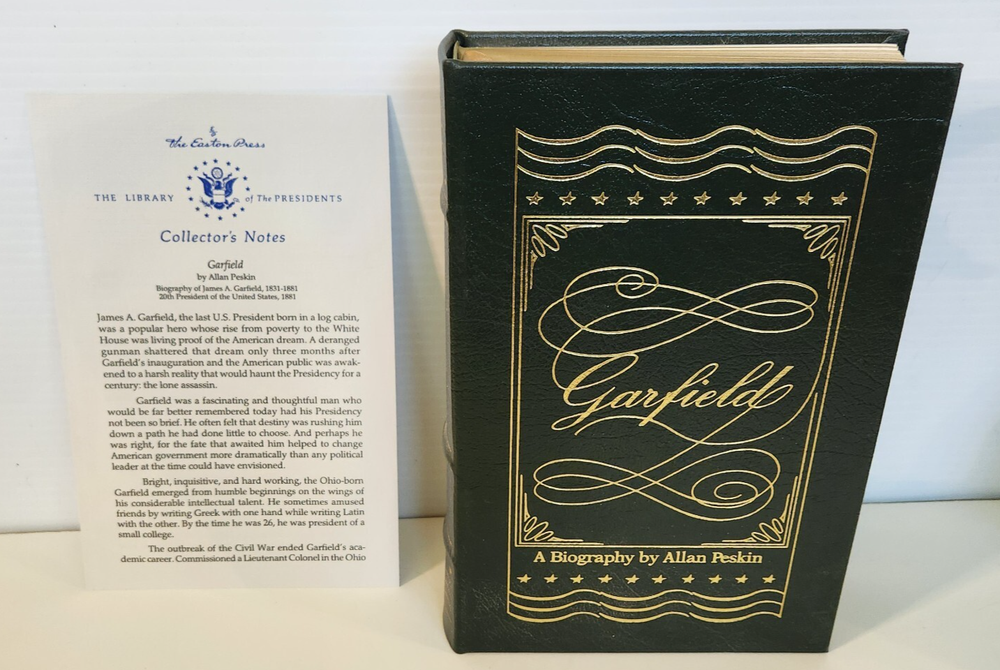 The Easton Press
THE LIBRARY of The PRESIDENTS
Collector's Notes
Garfield
by Allan Peskin
Biography of James A. Garfield, 1831-1881
20th President of the United States, 1881
James A. Garfield, the last U.S. President born in a log cabin,
was a popular hero whose rise from poverty to the White
House was living proof of the American dream. A deranged
gunman shattered that dream only three months after
Garfield's inauguration and the American public was awak-
ened to a harsh reality that would haunt the Presidency for a
century: the lone assassin.
Garfield was a fascinating and thoughtful man who
would be far better remembered today had his Presidency
not been so brief. He often felt that destiny was rushing him
down a path he had done little to choose. And perhaps he
was right, for the fate that awaited him helped to change
American government more dramatically than any political
leader at the time could have envisioned.
Bright, inquisitive, and hard working, the Ohio-born
Garfield emerged from humble beginnings on the wings of
his considerable intellectual talent. He sometimes amused
friends by writing Greek with one hand while writing Latin
with the other. By the time he was 26, he was president of a
small college.
The outbreak of the Civil War ended Garfield's aca-
demic career. Commissioned a Lieutenant Colonel in the Ohio
Garfield
A Biography by Allan Peskin